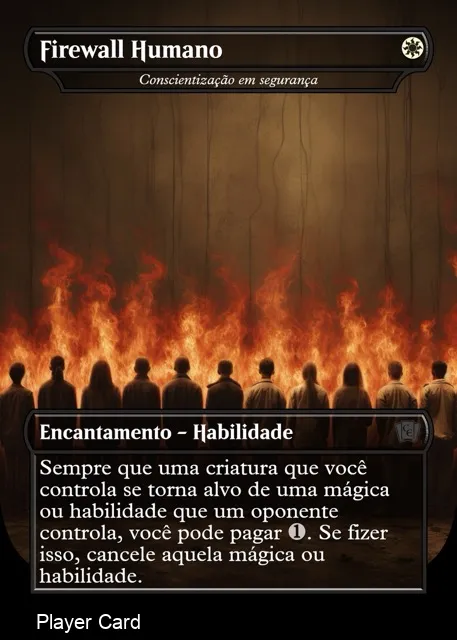 Firewall Humano
Conscientização em segurança
Encantamento – Habilidade
Sempre que uma criatura que você
controla se torna alvo de uma mágica
ou habilidade que um oponente
controla, você pode pagar 1. Se fizer
isso, cancele aquela mágica ou
habilidade.
Player Card